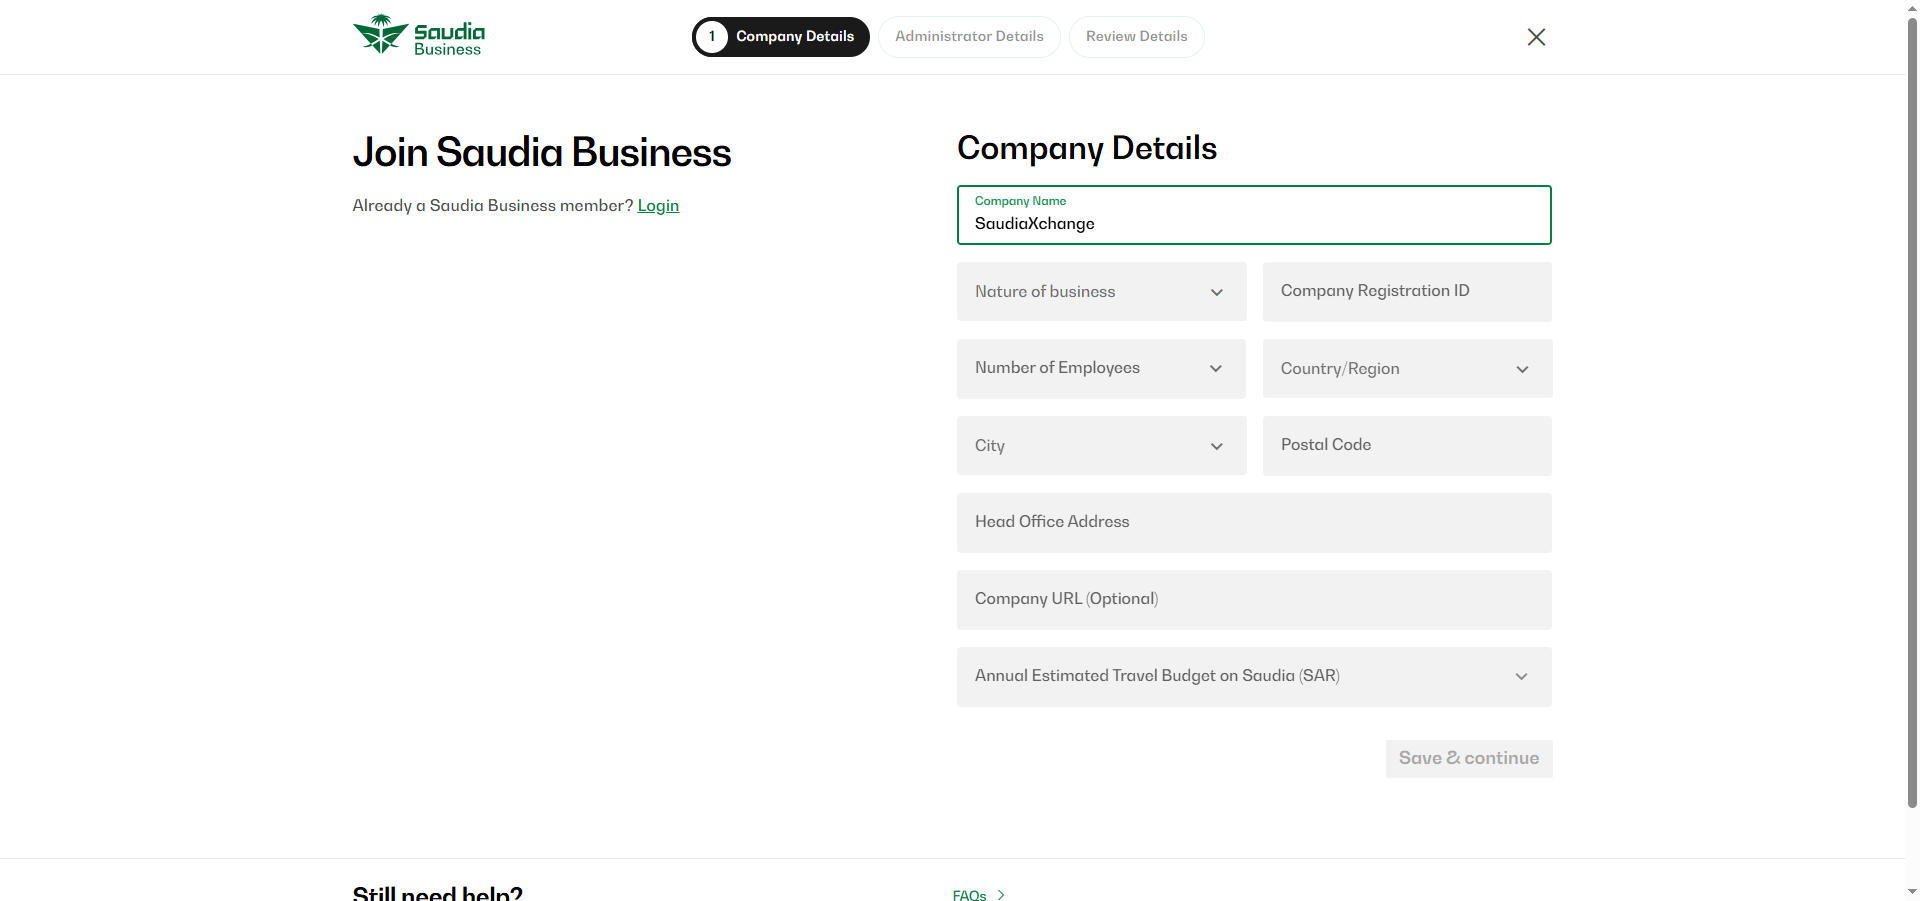 Saudia
Business
1 Company Details
Administrator Details
Review Details
Join Saudia Business
Already a Saudia Business member? Login
Company Details
Company Name
SaudiaXchange
Nature of business
Company Registration ID
Number of Employees
Country/Region
City
Postal Code
Head Office Address
Company URL (Optional)
Annual Estimated Travel Budget on Saudia (SAR)
Save & continue
Still need help?
FAQs